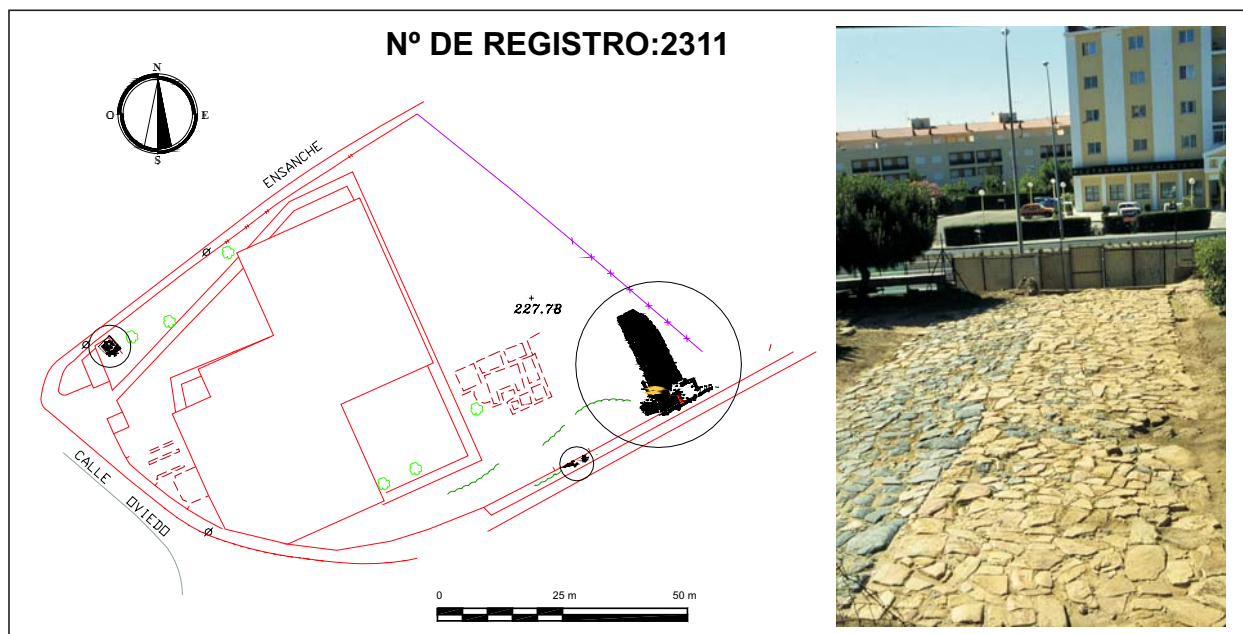 Nº DE REGISTRO:2311
N
O
E
S
ENSANCHE
227.78
CALLE OVIEDO
0
25 m
50 m